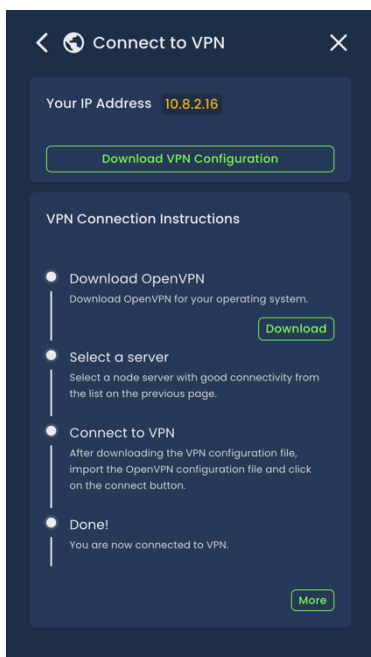 Connect to VPN
Your IP Address 10.8.2.16
Download VPN Configuration
VPN Connection Instructions
Download OpenVPN
Download OpenVPN for your operating system.
Download
Select a server
Select a node server with good connectivity from
the list on the previous page.
Connect to VPN
After downloading the VPN configuration file,
import the OpenVPN configuration file and click
on the connect button.
Done!
You are now connected to VPN.
More